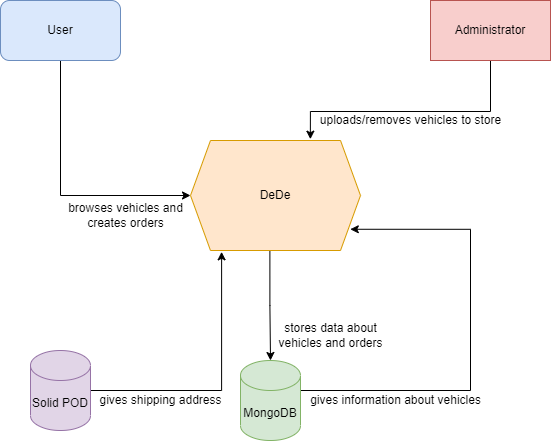 User
Administrator
uploads/removes vehicles to store
DeDe
browses vehicles and
creates orders
stores data about
vehicles and orders
Solid POD
gives shipping address
MongoDB
gives information about vehicles